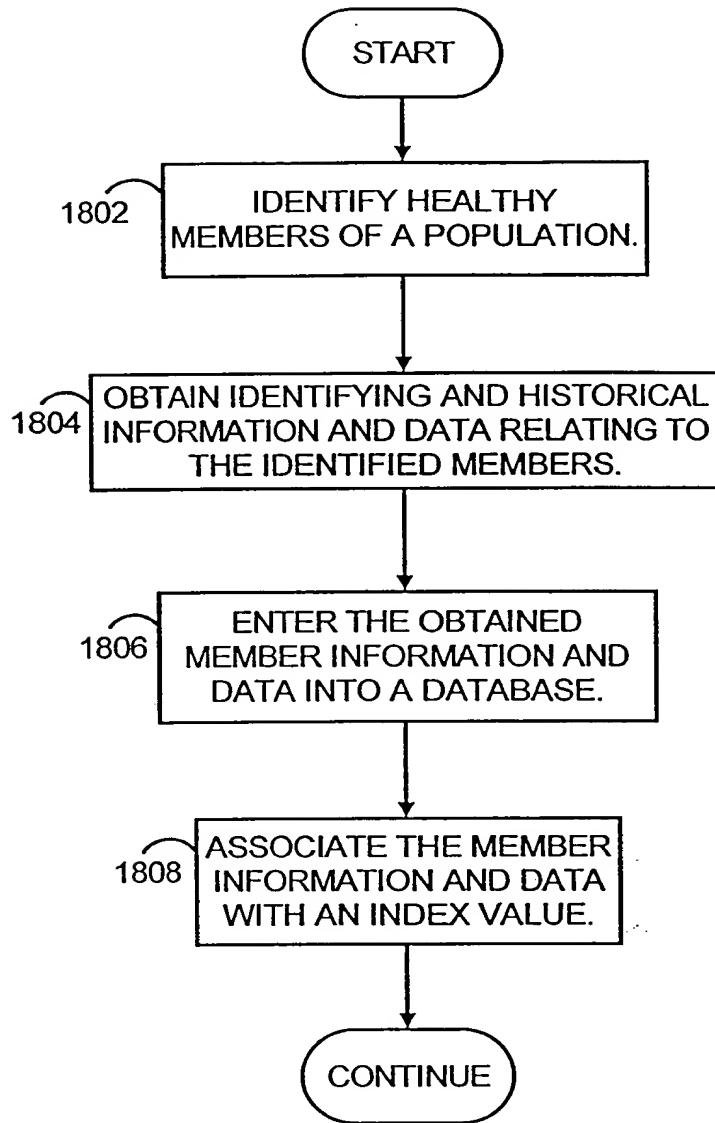 START
1802
IDENTIFY HEALTHY
MEMBERS OF A POPULATION.
1804
OBTAIN IDENTIFYING AND HISTORICAL
INFORMATION AND DATA RELATING TO
THE IDENTIFIED MEMBERS.
1806
ENTER THE OBTAINED
MEMBER INFORMATION AND
DATA INTO A DATABASE.
1808
ASSOCIATE THE MEMBER
INFORMATION AND DATA
WITH AN INDEX VALUE.
CONTINUE